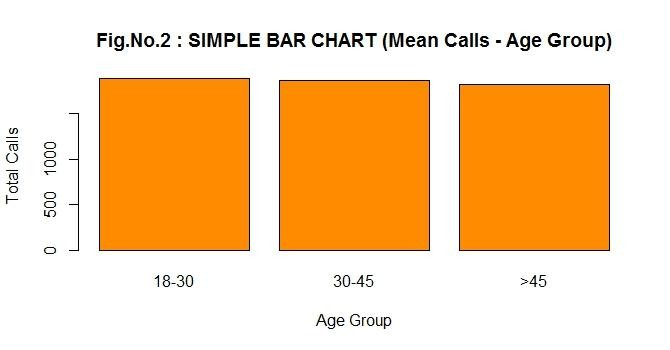 Fig.No.2 : SIMPLE BAR CHART (Mean Calls - Age Group)
Total Calls
1000
500
0
18-30 30-45 >45
Age Group